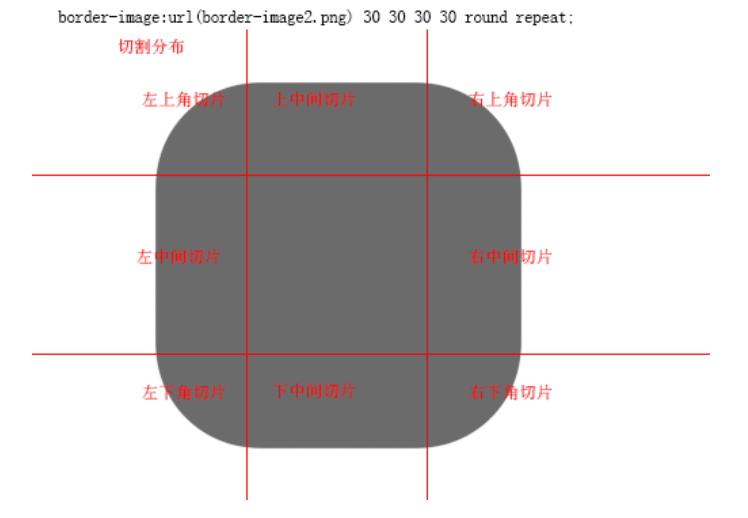 border-image:url(border-image2.png) 30 30 30 30 round repeat;
切割分布
左上角切片 上中间切片 右上角切片
左中间切片 右中间切片
左下角切片 下中间切片 右下角切片